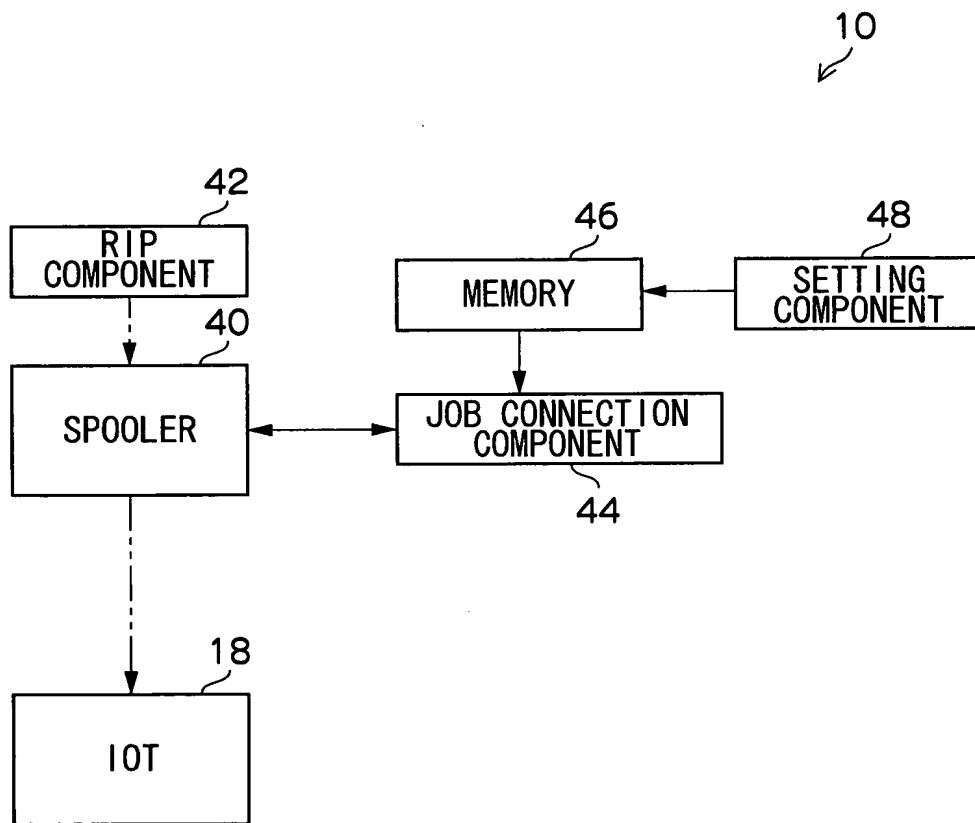 10
42
RIP
COMPONENT
46
MEMORY
48
SETTING
COMPONENT
40
SPOOLER
JOB CONNECTION
COMPONENT
44
18
IOT